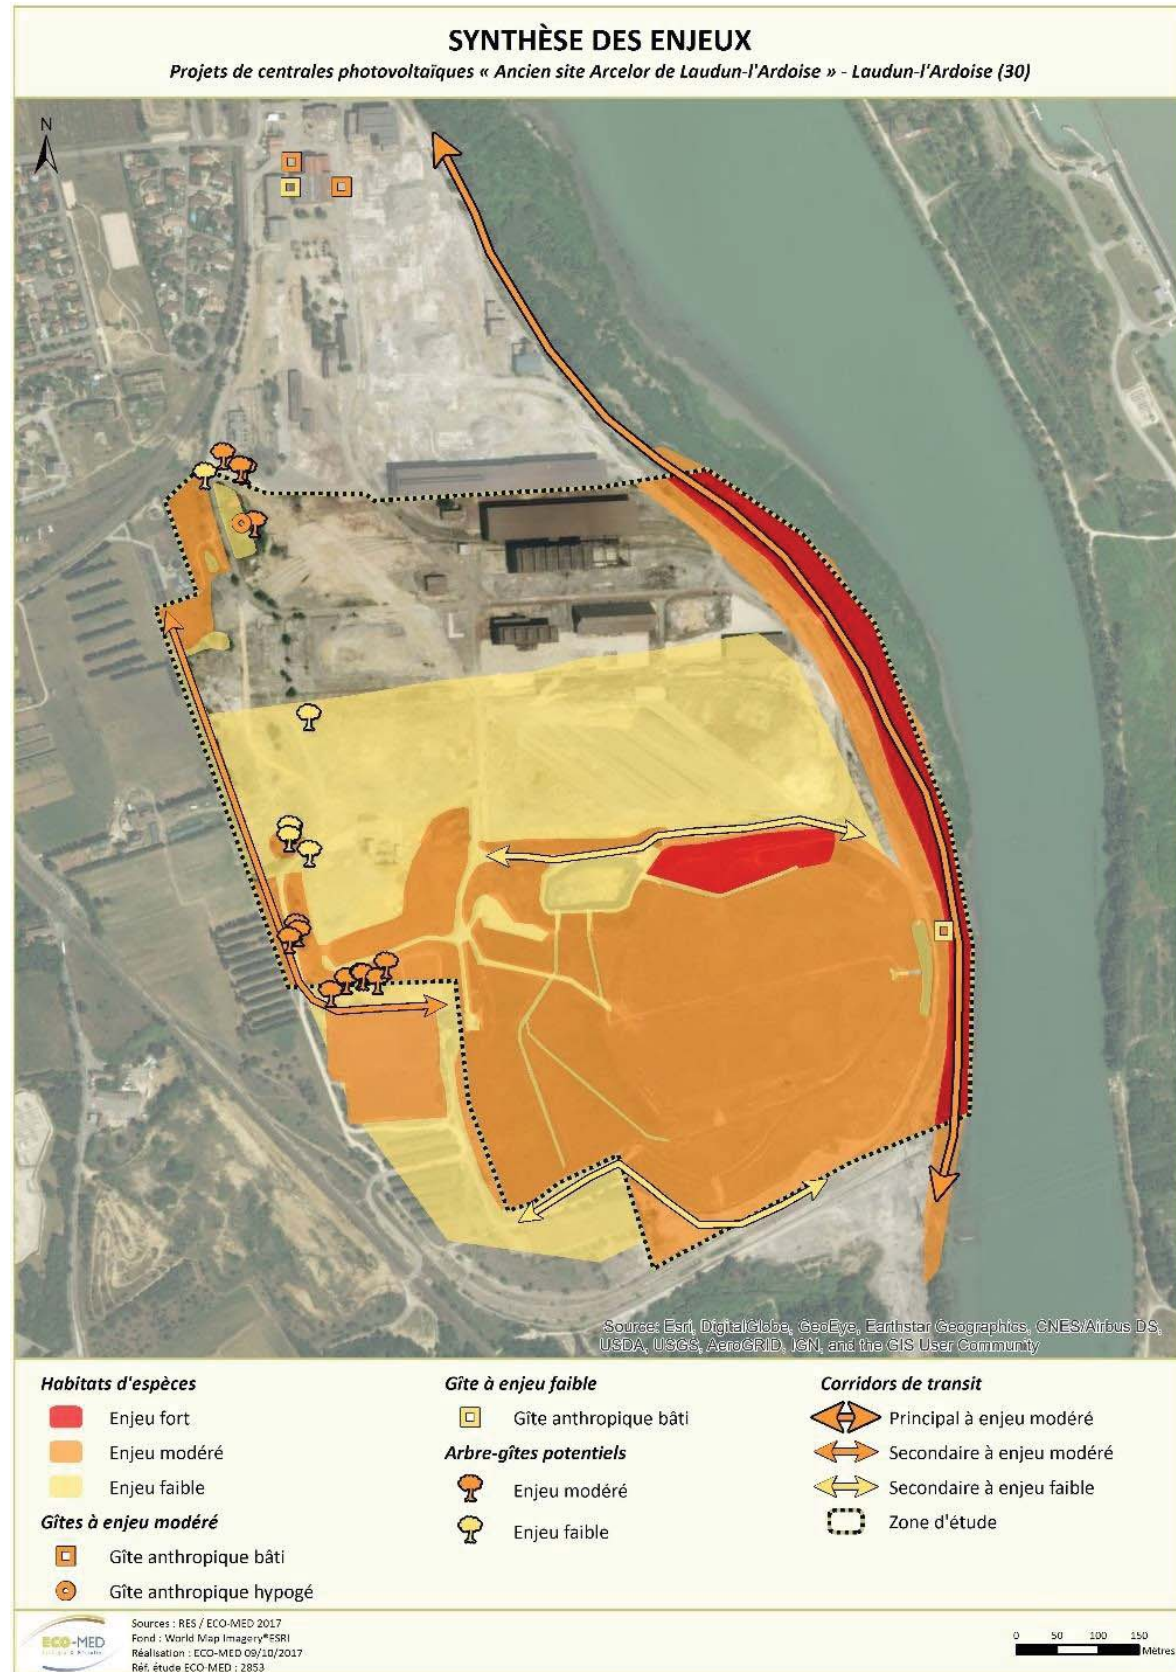 SYNTHÈSE DES ENJEUX
Projets de centrales photovoltaïques « Ancien site Arcelor de Laudun-l'Ardoise » - Laudun-l'Ardoise (30)
N
Source: Esri, DigitalGlobe, GeoEye, Earthstar Geographics, CNES/Airbus DS,
USDA, USGS, AeroGRID, IGN, and the GIS User Community
Habitats d'espèces
Enjeu fort
Enjeu modéré
Enjeu faible
Gîtes à enjeu modéré
Gîte anthropique bâti
Gîte anthropique hypogé
Gîte à enjeu faible
Gîte anthropique bâti
Arbre-gîtes potentiels
Enjeu modéré
Enjeu faible
Corridors de transit
Principal à enjeu modéré
Secondaire à enjeu modéré
Secondaire à enjeu faible
Zone d'étude
ECO-MED
Sources : RES / ECO-MED 2017
Fond : World Map Imagery®ESRI
Réalisation : ECO-MED 09/10/2017
Réf. étude ECO-MED : 2853
0 50 100 150
Mètres